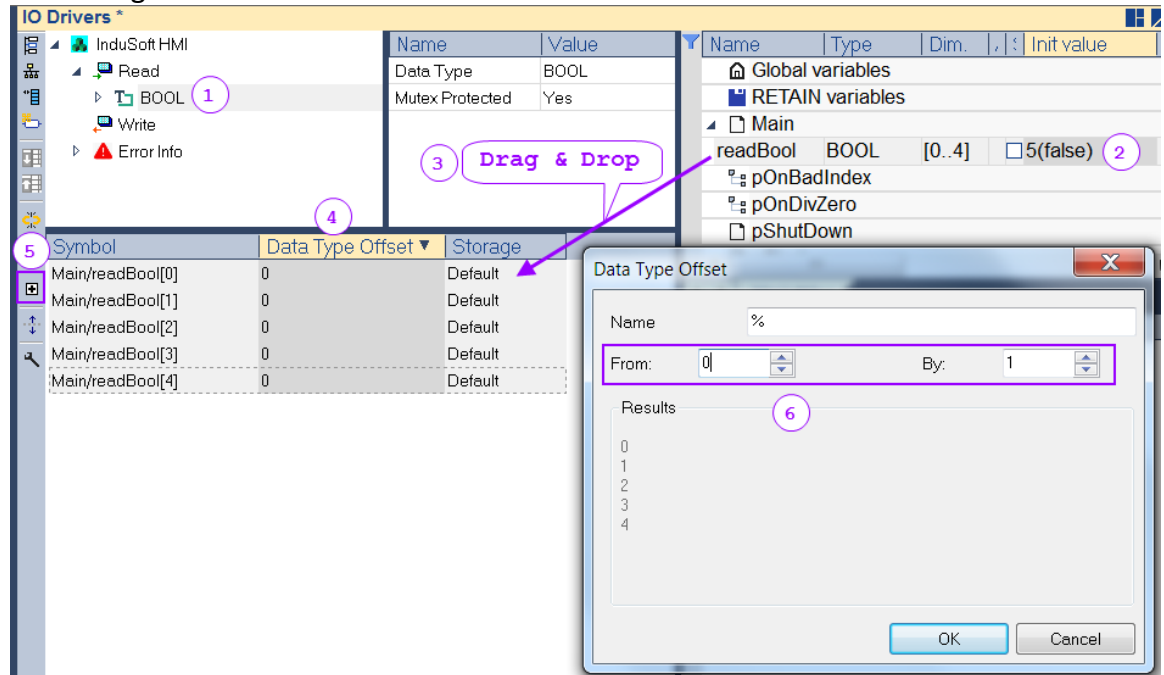 IO Drivers *
InduSoft HMI
Read
BOOL 1
Write
Error Info
Name Value
Data Type BOOL
Mutex Protected Yes
3 Drag & Drop
Name Type Dim. Init value
Global variables
RETAIN variables
Main
readBool BOOL [0..4] 5(false) 2
pOnBadIndex
pOnDivZero
pShutDown
4
5
Symbol Data Type Offset Storage
Main/readBool[0] 0 Default
Main/readBool[1] 0 Default
Main/readBool[2] 0 Default
Main/readBool[3] 0 Default
Main/readBool[4] 0 Default
Data Type Offset
Name %
From: 0 By: 1
Results 6
0
1
2
3
4
OK Cancel